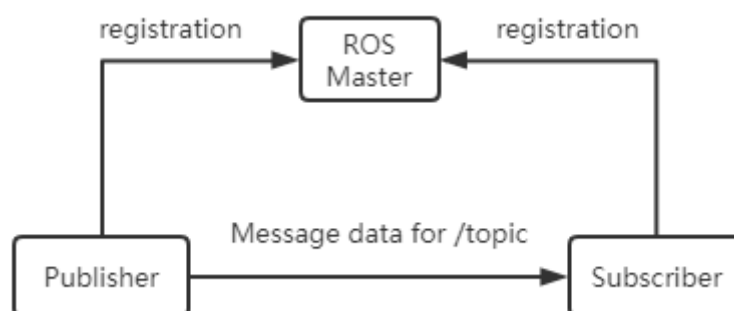 registration
ROS
Master
registration
Message data for /topic
Publisher
Subscriber